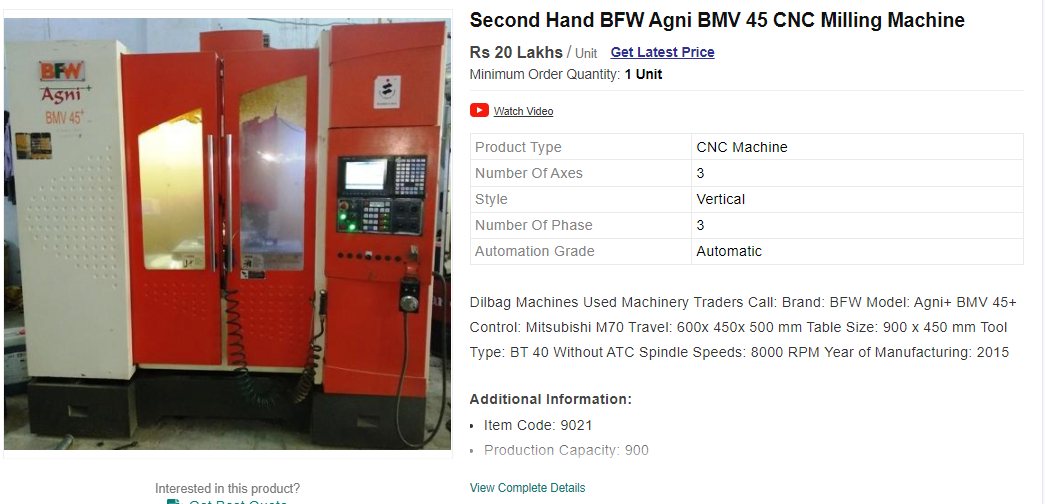 BFW
Agni+
BMV 45+
Second Hand BFW Agni BMV 45 CNC Milling Machine
Rs 20 Lakhs / Unit Get Latest Price
Minimum Order Quantity: 1 Unit
Watch Video
Product Type CNC Machine
Number Of Axes 3
Style Vertical
Number Of Phase 3
Automation Grade Automatic
Dilbag Machines Used Machinery Traders Call: Brand: BFW Model: Agni+ BMV 45+
Control: Mitsubishi M70 Travel: 600x 450x 500 mm Table Size: 900 x 450 mm Tool
Type: BT 40 Without ATC Spindle Speeds: 8000 RPM Year of Manufacturing: 2015
Additional Information:
• Item Code: 9021
• Production Capacity: 900
View Complete Details
Interested in this product?
Get Best Quote